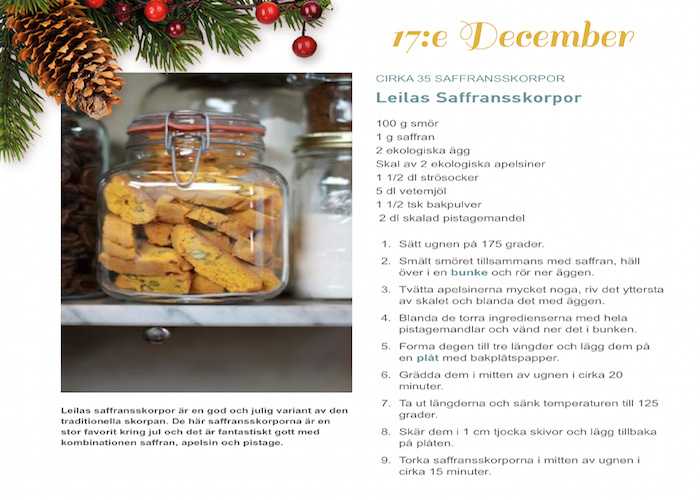 17:e December
CIRKA 35 SAFFRANSSKORPOR
Leilas Saffransskorpor
100 g smör
1 g saffran
2 ekologiska ägg
Skal av 2 ekologiska apelsiner
1 1/2 dl strösocker
5 dl vetemjöl
1 1/2 tsk bakpulver
2 dl skalad pistagemandel
1. Sätt ugnen på 175 grader.
2. Smält smöret tillsammans med saffran, häll
över i en bunke och rör ner äggen.
3. Tvätta apelsinerna mycket noga, riv det yttersta
av skalet och blanda det med äggen.
4. Blanda de torra ingredienserna med hela
pistagemandlar och vänd ner det i bunken.
5. Forma degen till tre längder och lägg dem på
en plåt med bakplåtspapper.
6. Grädda dem i mitten av ugnen i cirka 20
minuter.
7. Ta ut längderna och sänk temperaturen till 125
grader.
8. Skär dem i 1 cm tjocka skivor och lägg tillbaka
på plåten.
9. Torka saffransskorporna i mitten av ugnen i
cirka 15 minuter.
Leilas saffransskorpor är en god och julig variant av den
traditionella skorpan. De här saffransskorporna är en
stor favorit kring jul och det är fantastiskt gott med
kombinationen saffran, apelsin och pistage.